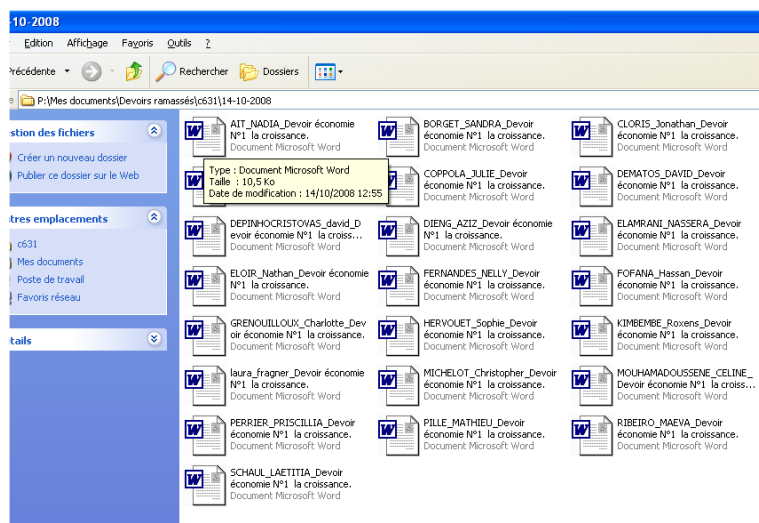 -10-2008
Edition Affichage Favoris Outils ?
Précédente Rechercher Dossiers
P:\Mes documents\Devoirs ramassés\c631\14-10-2008
stion des fichiers
Créer un nouveau dossier
Publier ce dossier sur le Web
tres emplacements
c631
Mes documents
Poste de travail
Favoris réseau
tails
AIT_NADIA_Devoir économie
N°1 la croissance.
Document Microsoft Word
BORGET_SANDRA_Devoir
économie N°1 la croissance.
Document Microsoft Word
CLORIS_Jonathan_Devoir
économie N°1 la croissance.
Document Microsoft Word
Type : Document Microsoft Word
Taille : 10,5 Ko
Date de modification : 14/10/2008 12:55
COPPOLA_JULIE_Devoir
économie N°1 la croissance.
Document Microsoft Word
DEMATOS_DAVID_Devoir
économie N°1 la croissance.
Document Microsoft Word
DEPINHOCRISTOVAS_david_D
evoir économie N°1 la croiss...
Document Microsoft Word
DIENG_AZIZ_Devoir économie
N°1 la croissance.
Document Microsoft Word
ELAMRANI_NASSERA_Devoir
économie N°1 la croissance.
Document Microsoft Word
ELOIR_Nathan_Devoir économie
N°1 la croissance.
Document Microsoft Word
FERNANDES_NELLY_Devoir
économie N°1 la croissance.
Document Microsoft Word
FOFANA_Hassan_Devoir
économie N°1 la croissance.
Document Microsoft Word
GRENOUILLOUX_Charlotte_Dev
oir économie N°1 la croissance.
Document Microsoft Word
HERVOUET_Sophie_Devoir
économie N°1 la croissance.
Document Microsoft Word
KIMBEMBE_Roxens_Devoir
économie N°1 la croissance.
Document Microsoft Word
laura_fragner_Devoir économie
N°1 la croissance.
Document Microsoft Word
MICHELOT_Christopher_Devoir
économie N°1 la croissance.
Document Microsoft Word
MOUHAMADOUSSENE_CELINE_
Devoir économie N°1 la croiss...
Document Microsoft Word
PERRIER_PRISCILLIA_Devoir
économie N°1 la croissance.
Document Microsoft Word
PILLE_MATHIEU_Devoir
économie N°1 la croissance.
Document Microsoft Word
RIBEIRO_MAEVA_Devoir
économie N°1 la croissance.
Document Microsoft Word
SCHAUL_LAETITIA_Devoir
économie N°1 la croissance.
Document Microsoft Word